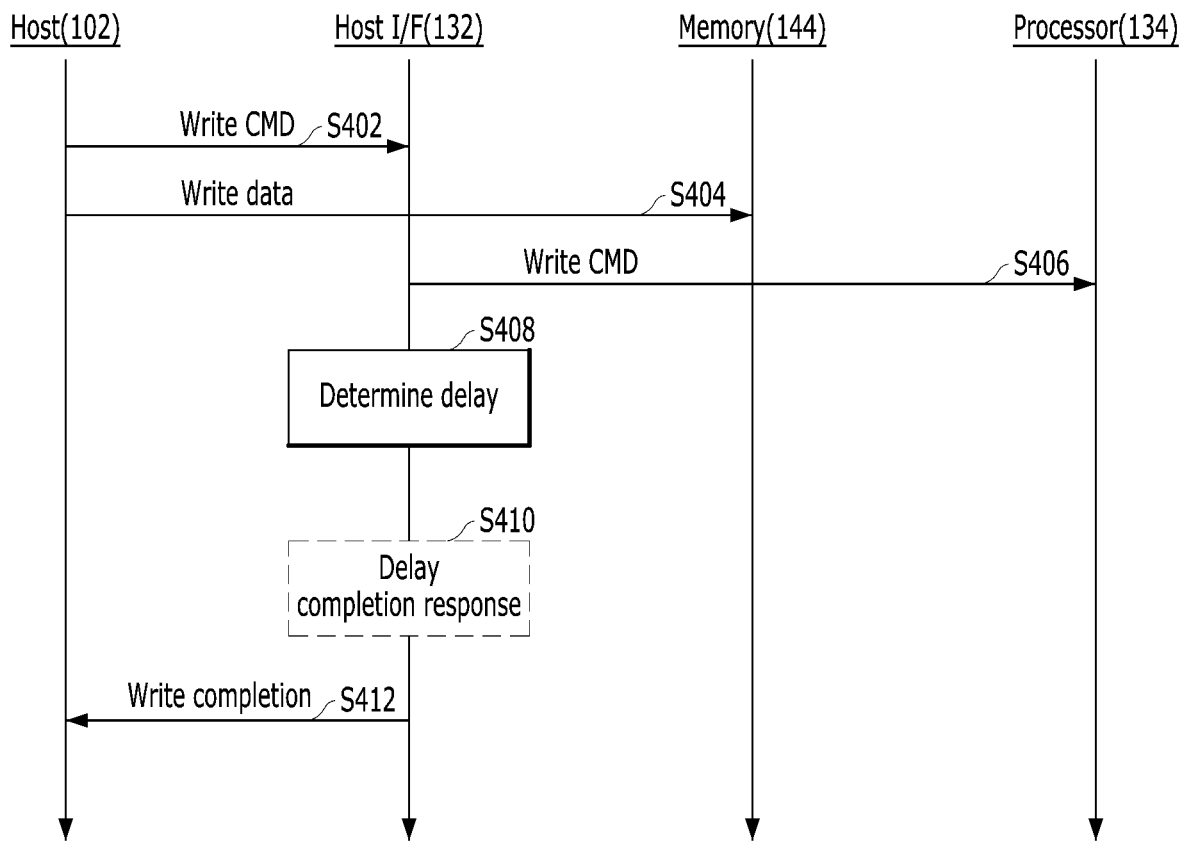 Host(102)
Host I/F(132)
Memory(144)
Processor(134)
Write CMD
S402
Write data
S404
Write CMD
S406
S408
Determine delay
S410
Delay
completion response
Write completion
S412